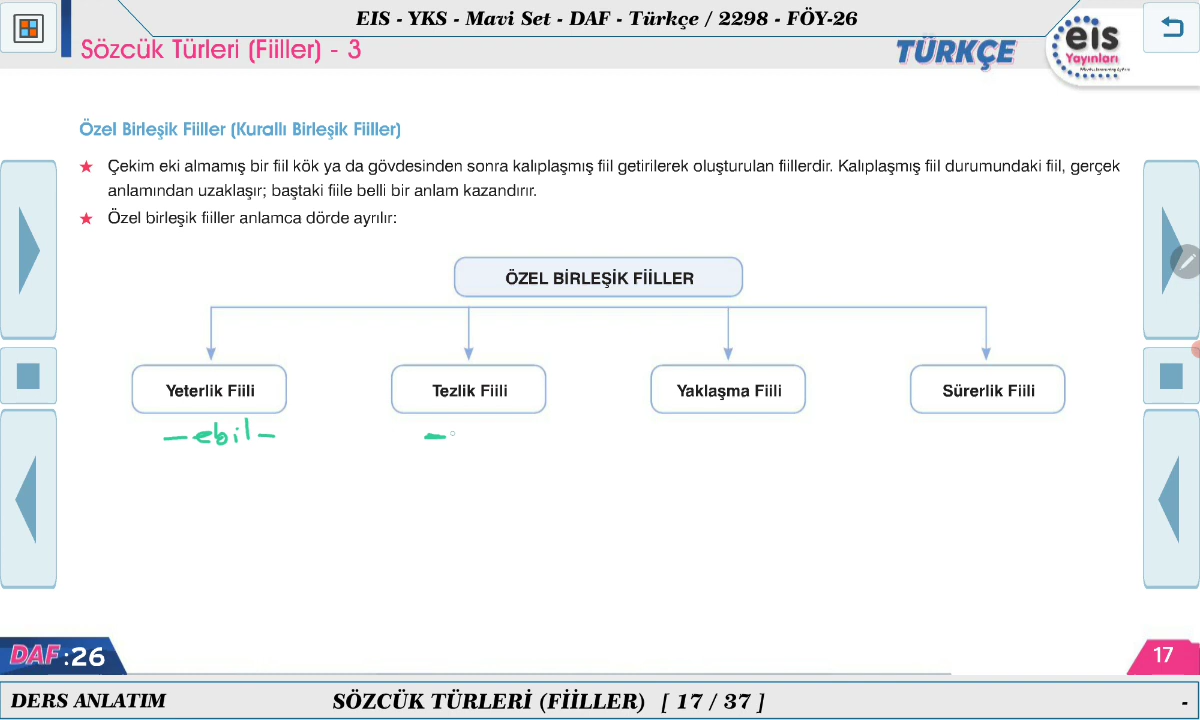 EIS - YKS - Mavi Set - DAF - Türkçe / 2298 - FÖY-26
Sözcük Türleri (Fiiller) - 3
TÜRKÇE
eis
Yayınları
Özel Birleşik Fiiller (Kurallı Birleşik Fiiller)
★ Çekim eki almamış bir fiil kök ya da gövdesinden sonra kalıplaşmış fiil getirilerek oluşturulan fiillerdir. Kalıplaşmış fiil durumundaki fiil, gerçek
anlamından uzaklaşır; baştaki fiile belli bir anlam kazandırır.
★ Özel birleşik fiiller anlamca dörde ayrılır:
ÖZEL BİRLEŞİK FİİLLER
Yeterlik Fiili
Tezlik Fiili
Yaklaşma Fiili
Sürerlik Fiili
-ebil-
-
DAF:26
17
DERS ANLATIM
SÖZCÜK TÜRLERİ (FİİLLER) [ 17 / 37 ]
-